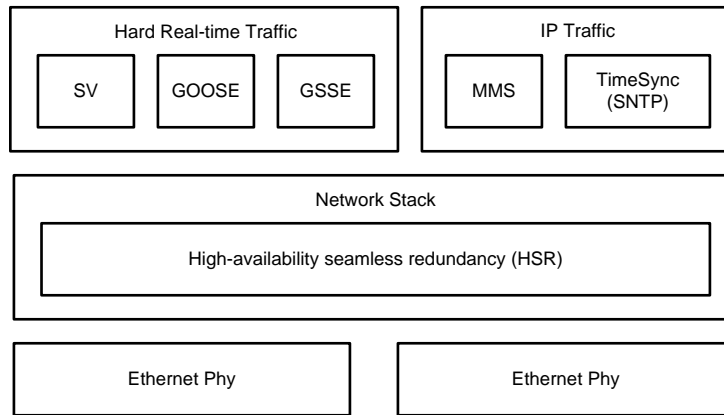 Hard Real-time Traffic
IP Traffic
SV
GOOSE
GSSE
MMS
TimeSync
(SNTP)
Network Stack
High-availability seamless redundancy (HSR)
Ethernet Phy
Ethernet Phy